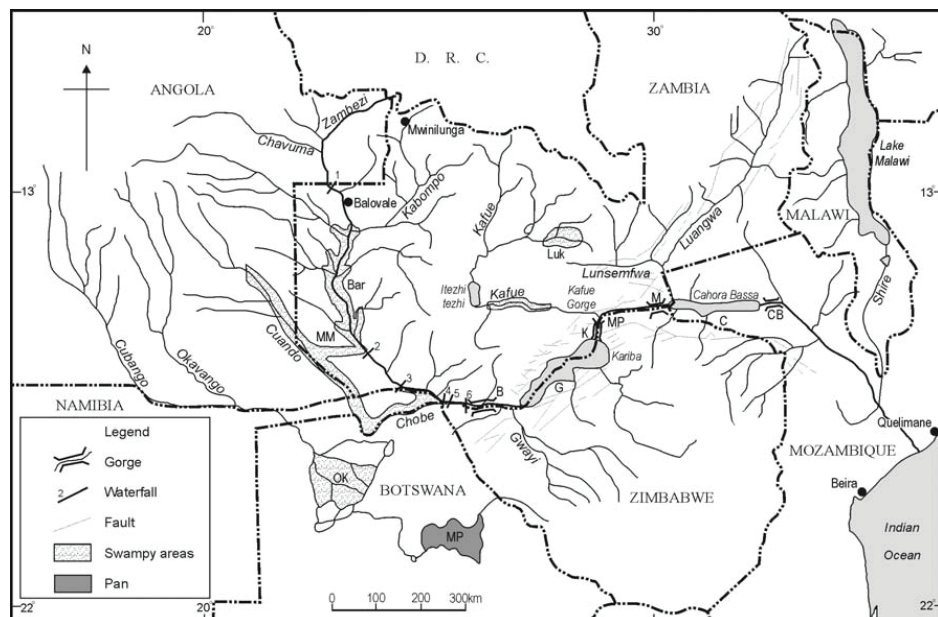 20°
30°
N
D. R. C.
ANGOLA
ZAMBIA
Zambezi
Mwinilunga
Chavuma
Lake
Malawi
13°
1
13°
Balovale
Kabompo
Kafue
Luangwa
MALAWI
Luk
Lunsemfwa
Bar
Itezhi
tezhi
Kafue
Kafue
Gorge
M
Cahora Bassa
CB
Shire
C
MP
K
MM
2
Kariba
Cuando
Cubango
Okavango
3
G
4
5
6
B
NAMIBIA
Chobe
Gwayi
Quelimane
MOZAMBIQUE
Legend
Gorge
2
Waterfall
Fault
Swampy areas
Pan
OK
BOTSWANA
ZIMBABWE
Beira
MP
Indian
Ocean
22°
20°
0 100 200 300km
30°
22°